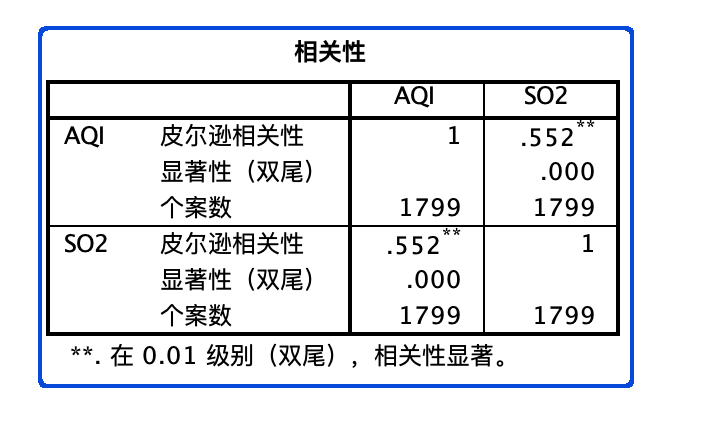 相关性
AQI SO2
AQI 皮尔逊相关性 1 .552**
显著性（双尾） .000
个案数 1799 1799
SO2 皮尔逊相关性 .552** 1
显著性（双尾） .000
个案数 1799 1799
**. 在 0.01 级别（双尾），相关性显著。